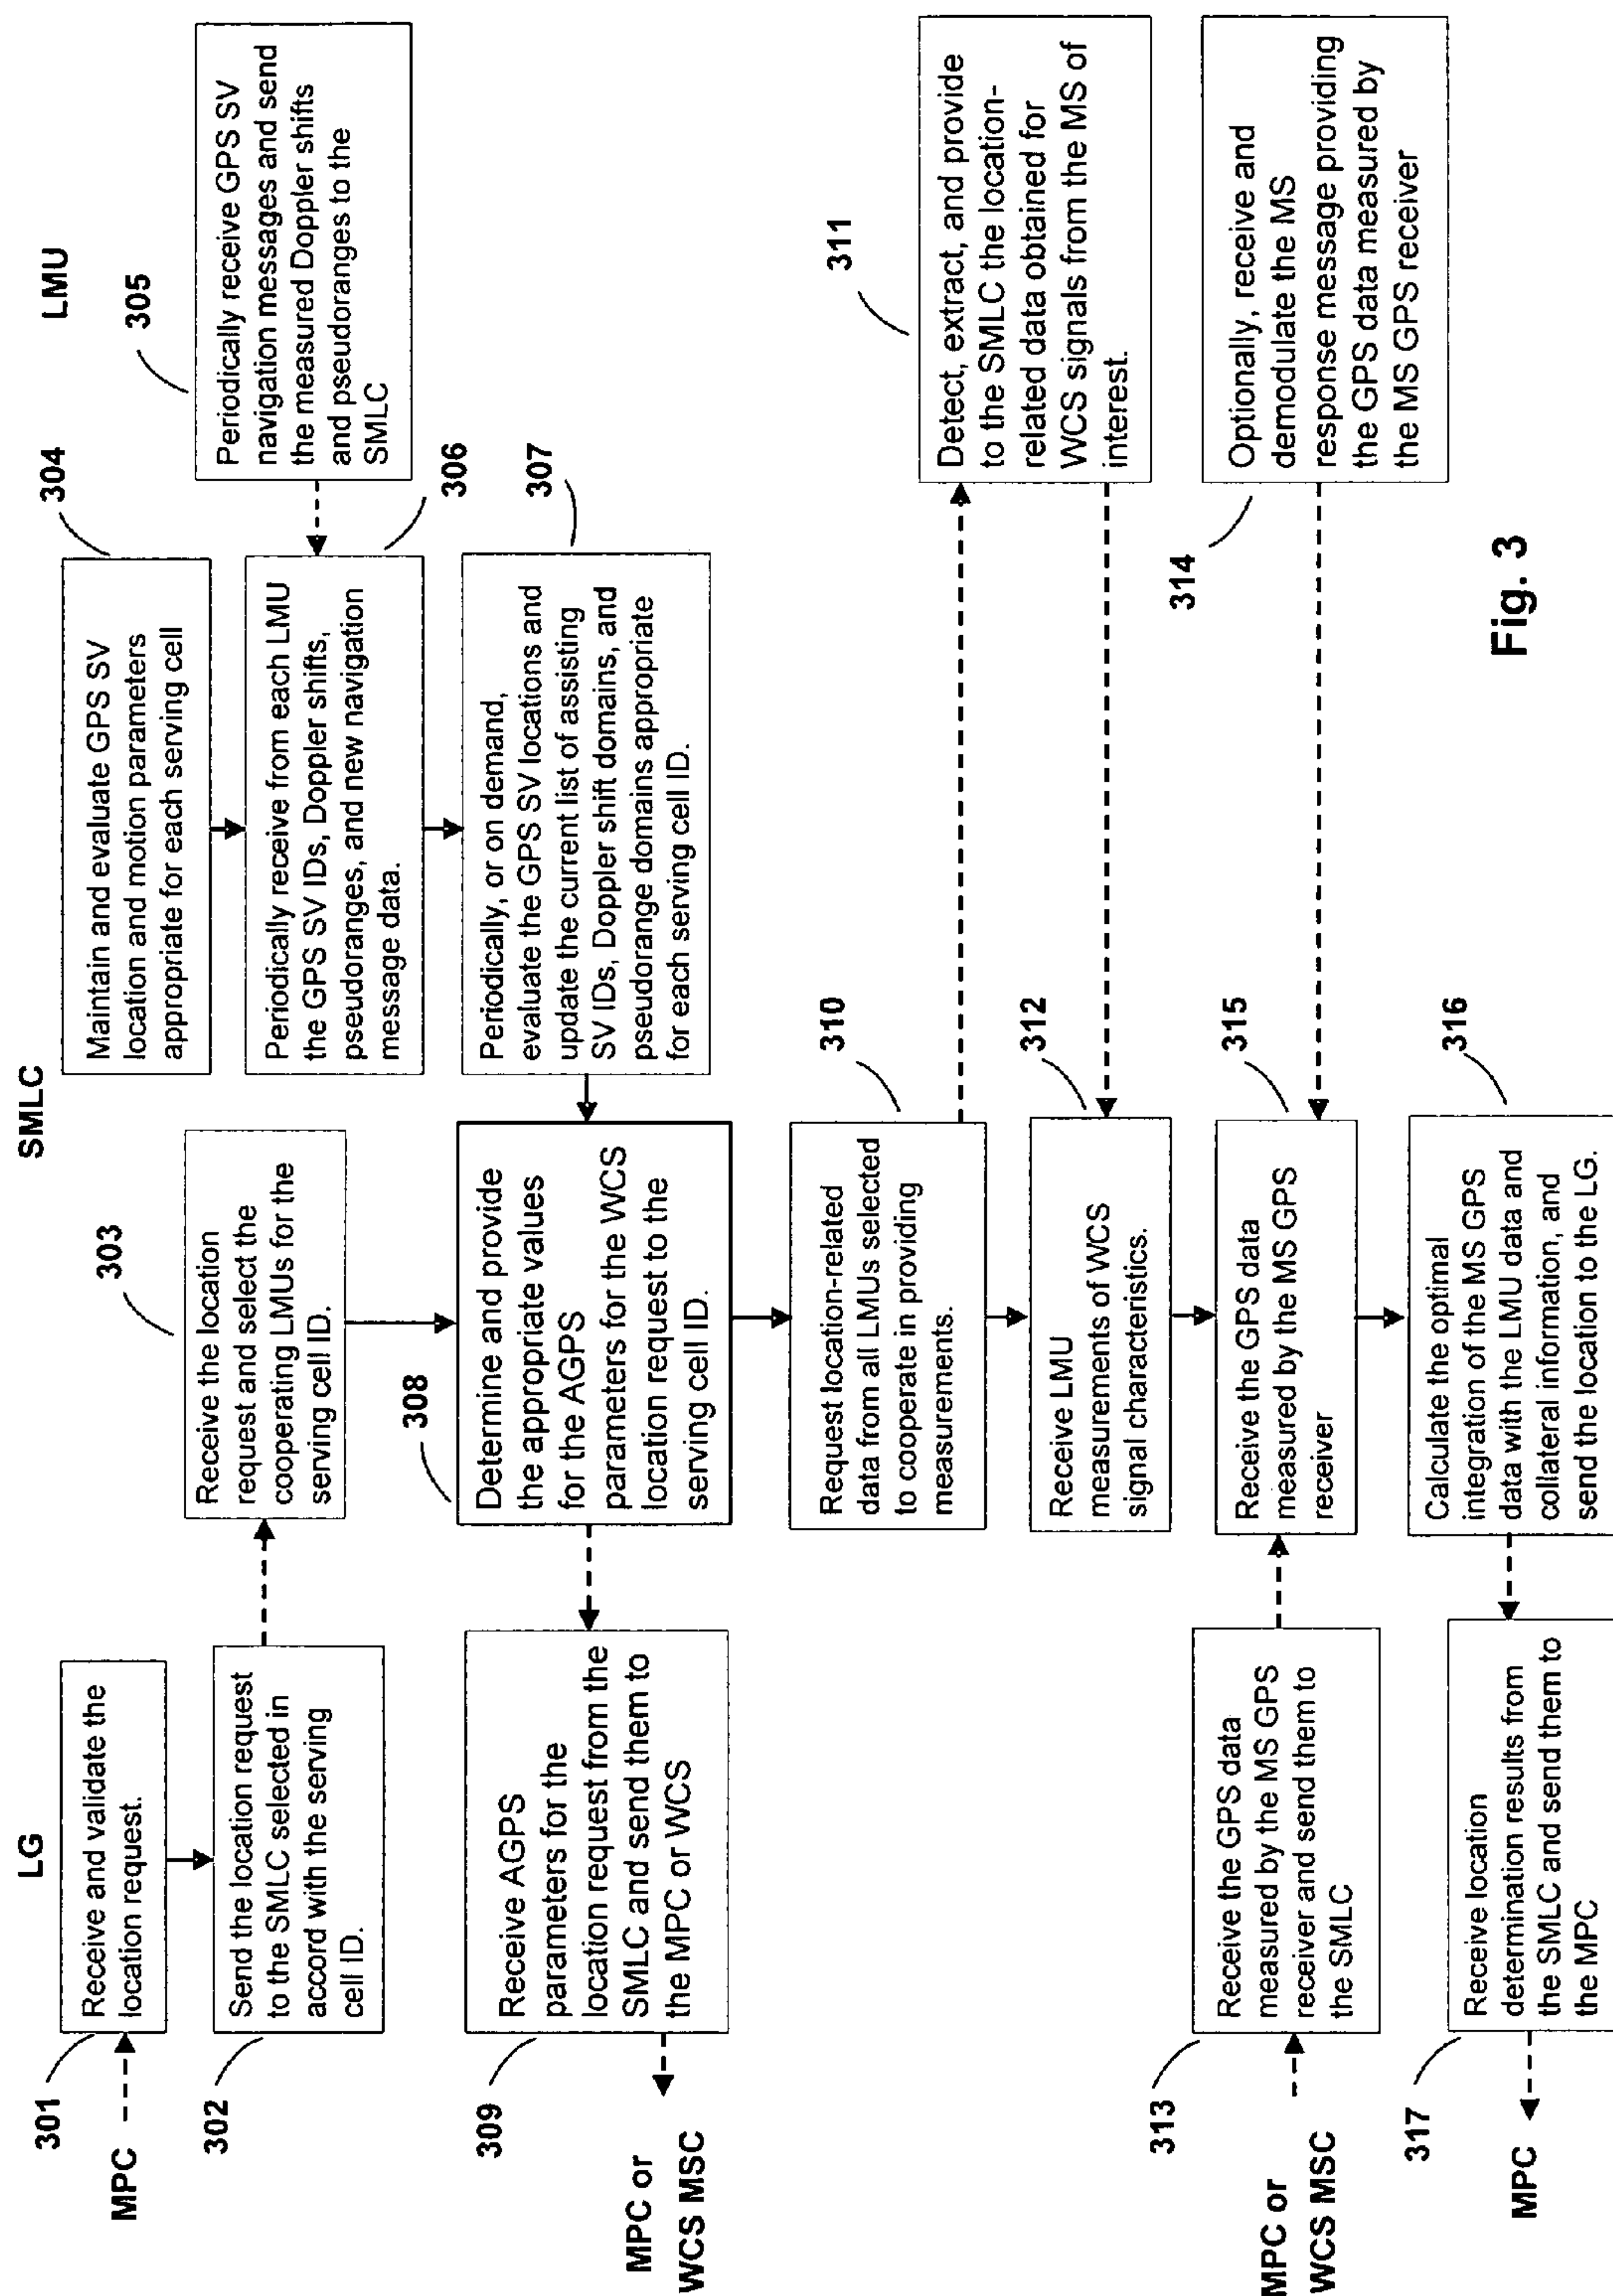 LG
SMLC
LMU
301
Receive and validate the
location request.
MPC
302
Send the location request
to the SMLC selected in
accord with the serving
cell ID.
303
Receive the location
request and select the
cooperating LMUs for the
serving cell ID.
304
Maintain and evaluate GPS SV
location and motion parameters
appropriate for each serving cell
305
Periodically receive GPS SV
navigation messages and send
the measured Doppler shifts
and pseudoranges to the
SMLC
306
Periodically receive from each LMU
the GPS SV IDs, Doppler shifts,
pseudoranges, and new navigation
message data.
307
Periodically, or on demand,
evaluate the GPS SV locations and
update the current list of assisting
SV IDs, Doppler shift domains, and
pseudorange domains appropriate
for each serving cell ID.
308
Determine and provide
the appropriate values
for the AGPS
parameters for the WCS
location request to the
serving cell ID.
309
Receive AGPS
parameters for the
location request from the
SMLC and send them to
the MPC or WCS
MPC or
WCS MSC
310
Request location-related
data from all LMUs selected
to cooperate in providing
measurements.
311
Detect, extract, and provide
to the SMLC the location-
related data obtained for
WCS signals from the MS of
interest.
312
Receive LMU
measurements of WCS
signal characteristics.
313
Receive the GPS data
measured by the MS GPS
receiver and send them to
the SMLC
MPC or
WCS MSC
314
Optionally, receive and
demodulate the MS
response message providing
the GPS data measured by
the MS GPS receiver
315
Receive the GPS data
measured by the MS GPS
receiver
316
Calculate the optimal
integration of the MS GPS
data with the LMU data and
collateral information, and
send the location to the LG.
317
Receive location
determination results from
the SMLC and send them to
the MPC
MPC
Fig. 3